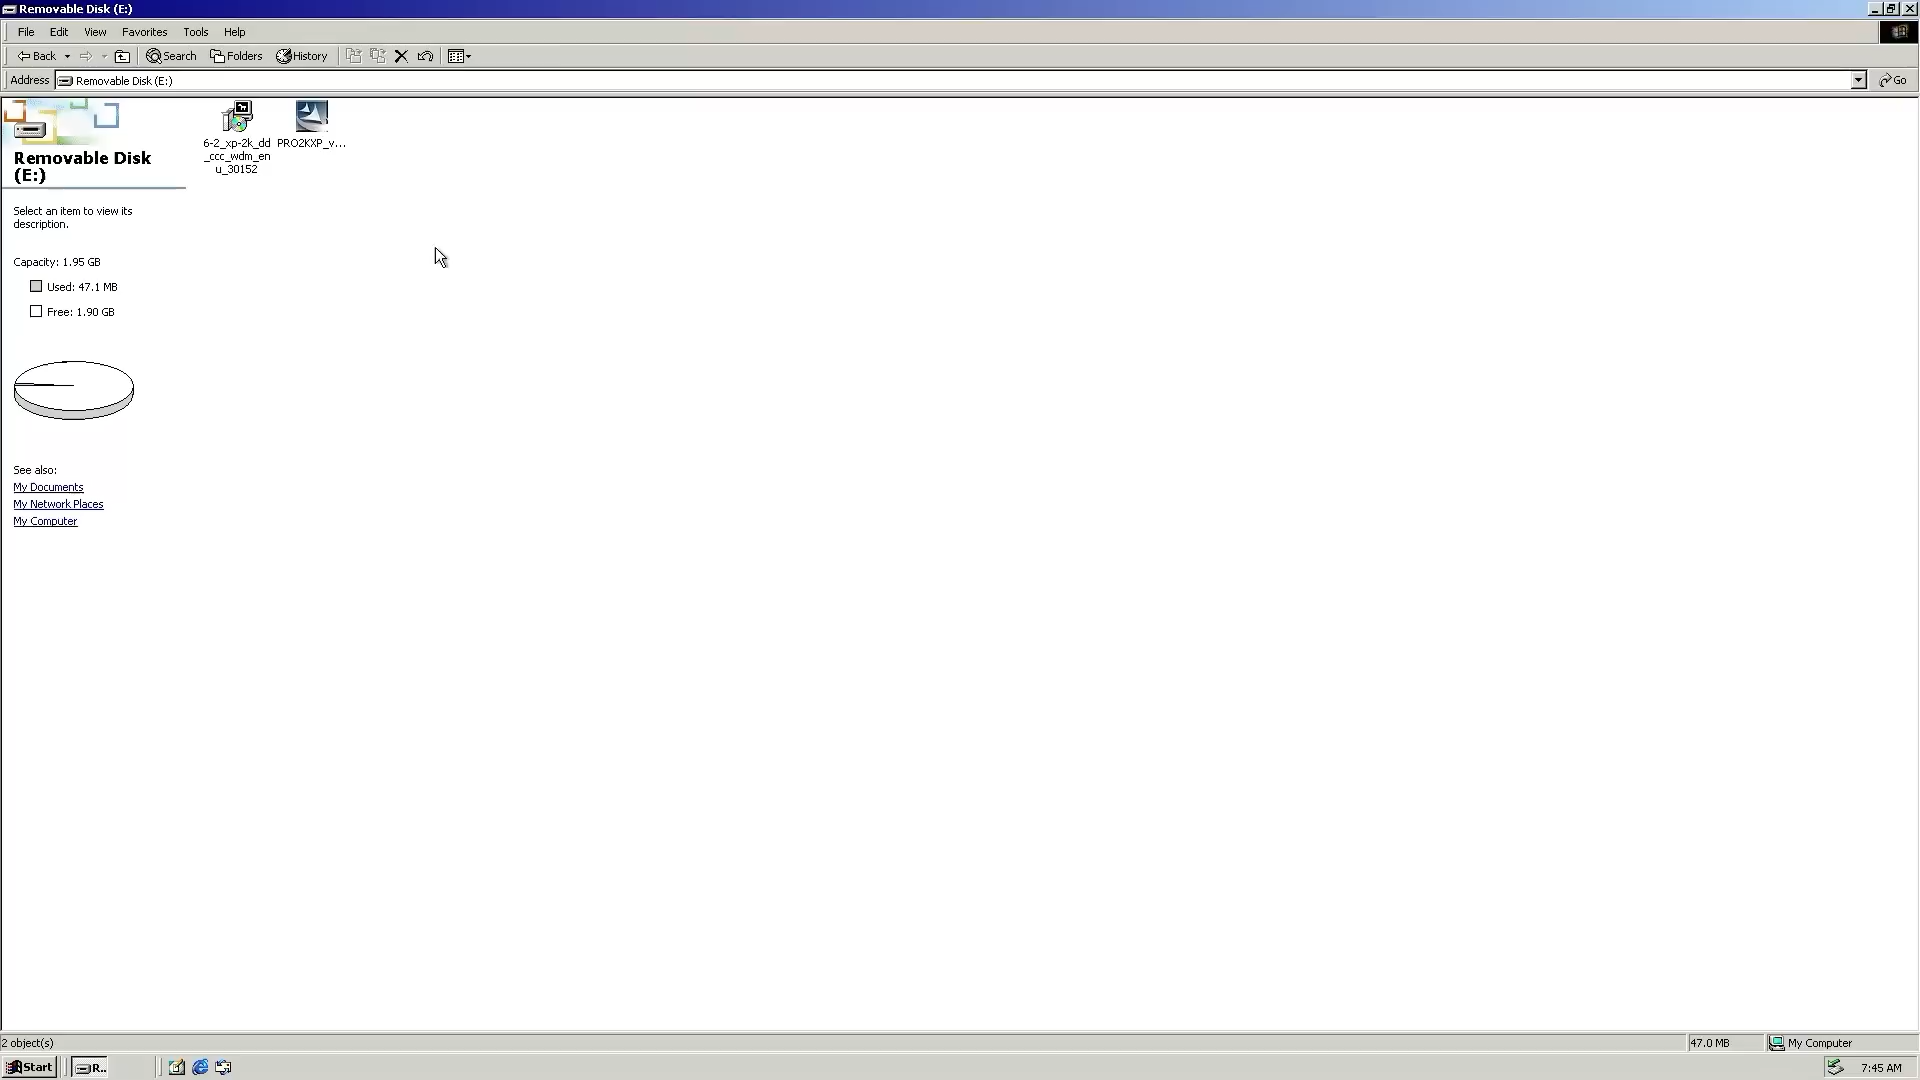 Removable Disk (E:)
File Edit View Favorites Tools Help
Back Search Folders History
Address Removable Disk (E:) Go
6-2_xp-2k_dd
_ccc_wdm_en
u_30152
PRO2KXP_v...
Removable Disk
(E:)
Select an item to view its
description.
Capacity: 1.95 GB
Used: 47.1 MB
Free: 1.90 GB
See also:
My Documents
My Network Places
My Computer
2 object(s) 47.0 MB My Computer
Start R.. 7:45 AM